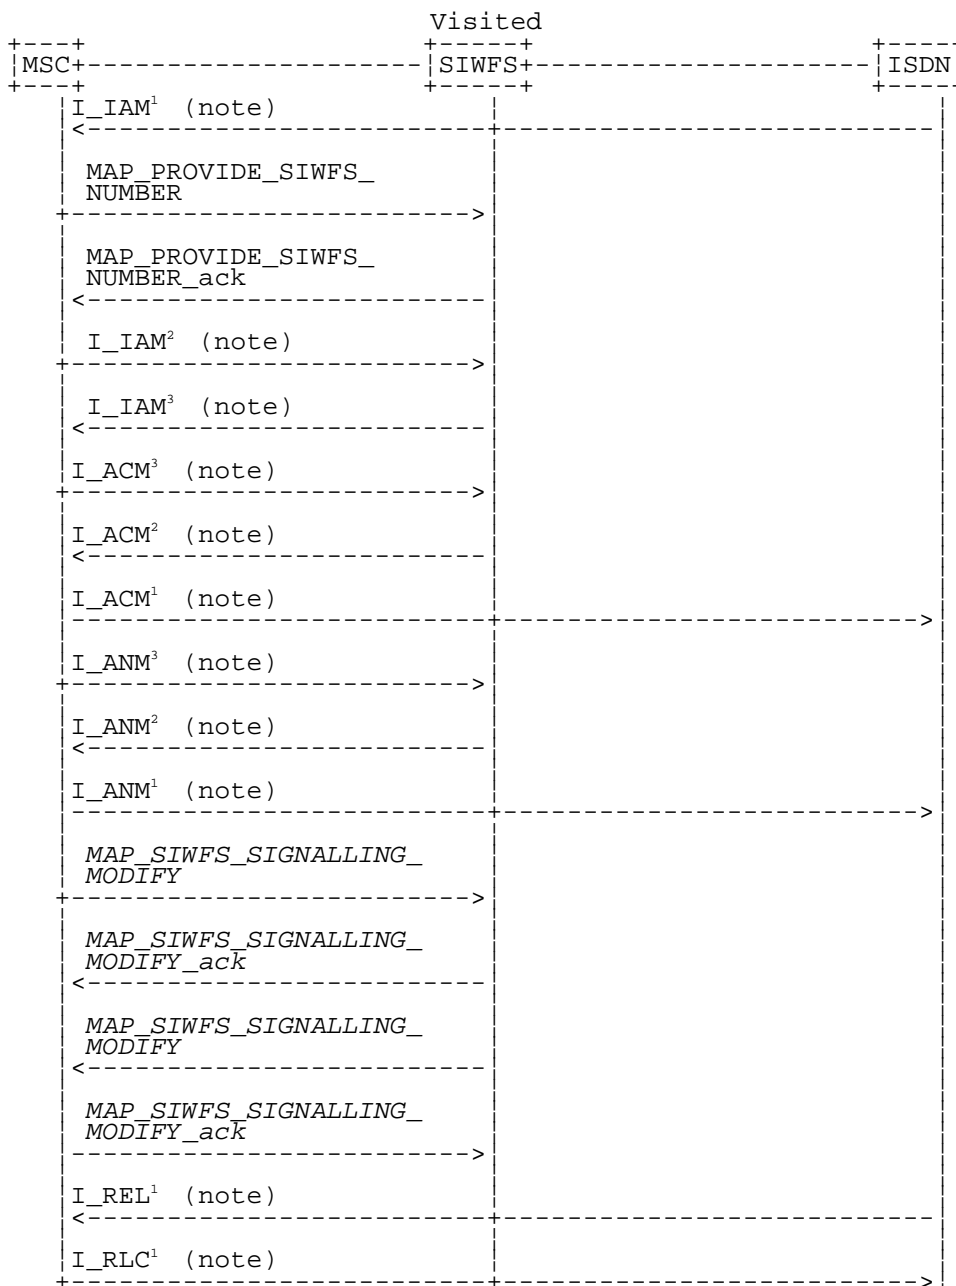 Visited
MSC SIWFS ISDN
I_IAM¹ (note)
MAP_PROVIDE_SIWFS_
NUMBER
MAP_PROVIDE_SIWFS_
NUMBER_ack
I_IAM² (note)
I_IAM³ (note)
I_ACM³ (note)
I_ACM² (note)
I_ACM¹ (note)
I_ANM³ (note)
I_ANM² (note)
I_ANM¹ (note)
MAP_SIWFS_SIGNALLING_
MODIFY
MAP_SIWFS_SIGNALLING_
MODIFY_ack
MAP_SIWFS_SIGNALLING_
MODIFY
MAP_SIWFS_SIGNALLING_
MODIFY_ack
I_REL¹ (note)
I_RLC¹ (note)